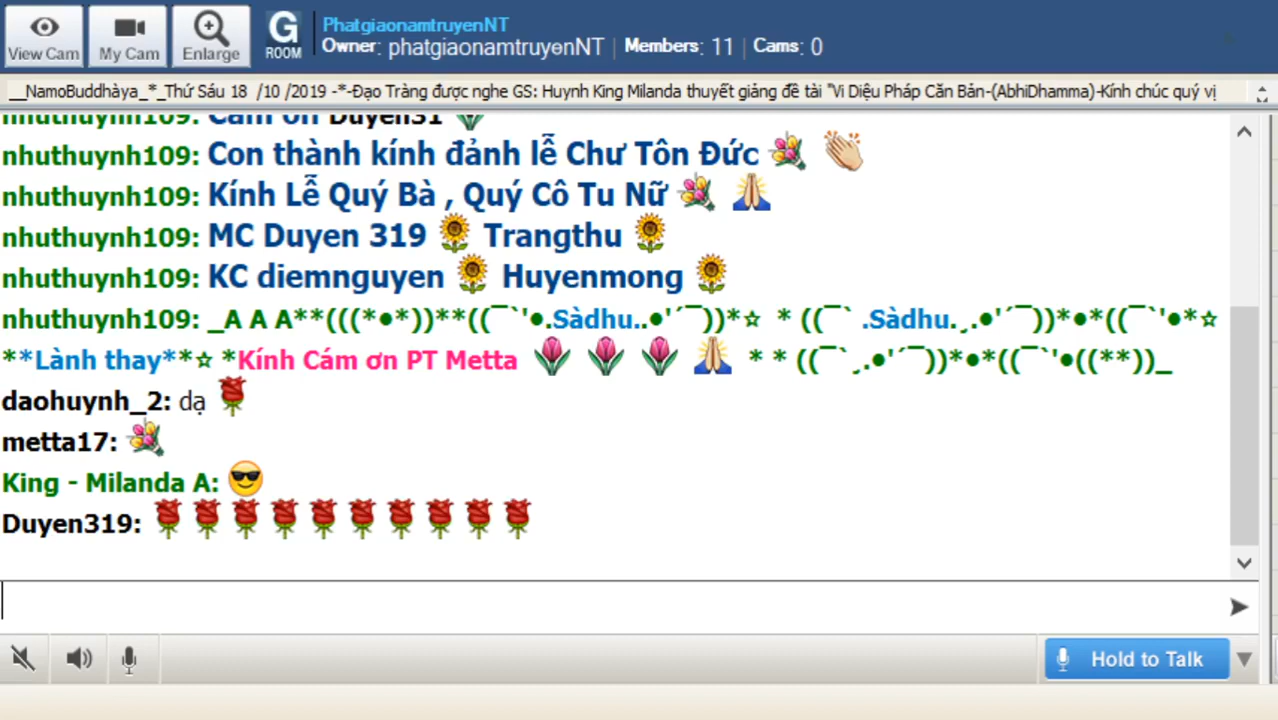 View Cam
My Cam
Enlarge
G
ROOM
PhatgiaonamtruyenNT
Owner: phatgiaonamtruyenNT | Members: 11 | Cams: 0
__NamoBuddhàya_*_Thứ Sáu 18 /10 /2019 -*-Đạo Tràng được nghe GS: Huynh King Milanda thuyết giảng đề tài "Vi Diệu Pháp Căn Bản-(AbhiDhamma)-Kính chúc quý vị
nhuthuynh109: Cám ơn Duyen31 🌷
nhuthuynh109: Con thành kính đảnh lễ Chư Tôn Đức 💐 👏
nhuthuynh109: Kính Lễ Quý Bà , Quý Cô Tu Nữ 💐 🙏
nhuthuynh109: MC Duyen 319 🌻 Trangthu 🌻
nhuthuynh109: KC diemnguyen 🌻 Huyenmong 🌻
nhuthuynh109: _A A A**(((*•*))**((¯`'•.Sàdhu..•'´¯))*☆ * ((¯` .Sàdhu.¸.•'´¯))*•*((¯`'•*☆
**Lành thay**☆ *Kính Cám ơn PT Metta 🌷 🌷 🌷 🙏 * * ((¯`¸.•'´¯))*•*((¯`'•((**))_
daohuynh_2: dạ 🌹
metta17: 💐
King - Milanda A: 😎
Duyen319: 🌹🌹🌹🌹🌹🌹🌹🌹🌹🌹
Hold to Talk